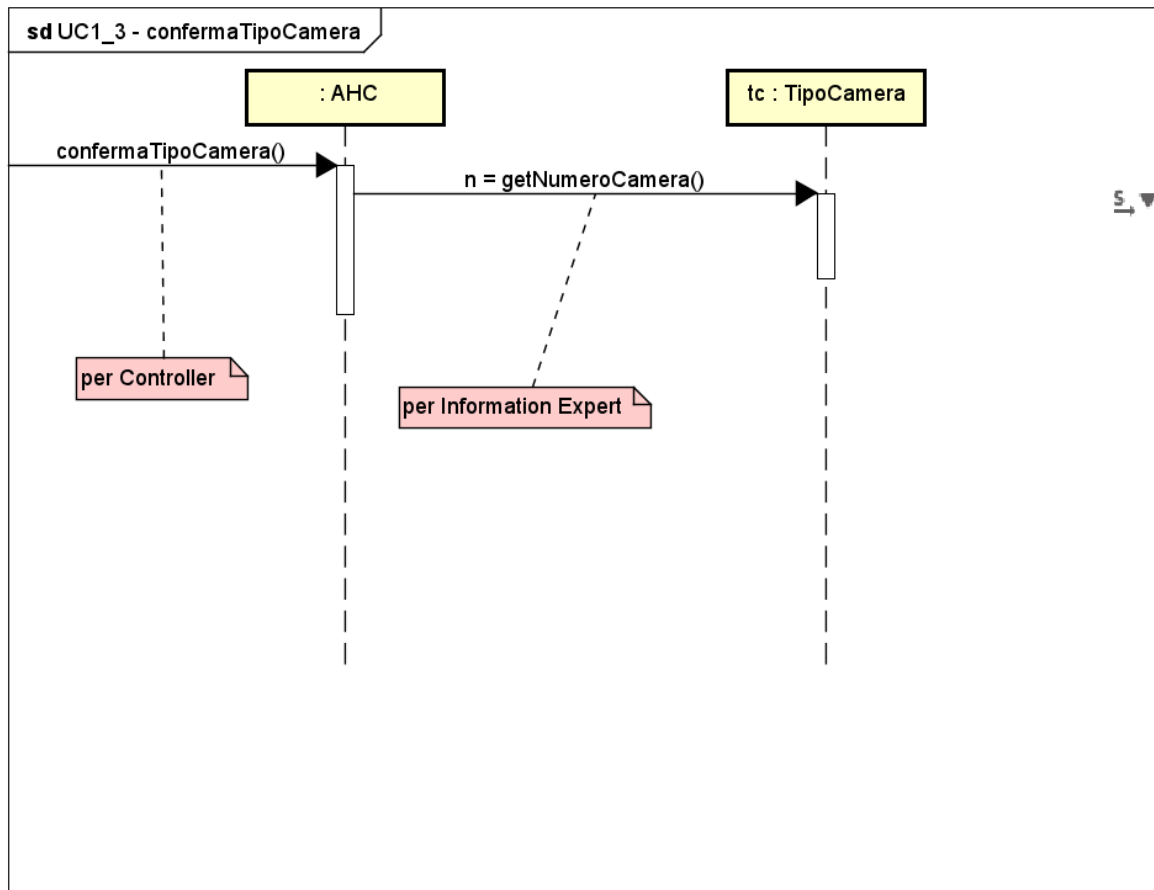 sd UC1_3 - confermaTipoCamera
: AHC
tc : TipoCamera
confermaTipoCamera()
n = getNumeroCamera()
S
per Controller
per Information Expert